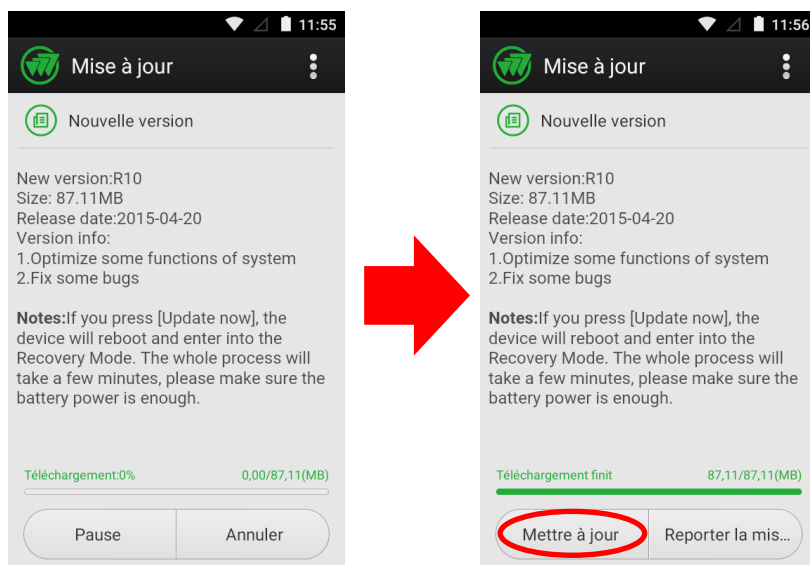 11:55
Mise à jour
Nouvelle version
New version:R10
Size: 87.11MB
Release date:2015-04-20
Version info:
1.Optimize some functions of system
2.Fix some bugs
Notes:If you press [Update now], the
device will reboot and enter into the
Recovery Mode. The whole process will
take a few minutes, please make sure the
battery power is enough.
Téléchargement:0% 0,00/87,11(MB)
Pause Annuler
11:56
Mise à jour
Nouvelle version
New version:R10
Size: 87.11MB
Release date:2015-04-20
Version info:
1.Optimize some functions of system
2.Fix some bugs
Notes:If you press [Update now], the
device will reboot and enter into the
Recovery Mode. The whole process will
take a few minutes, please make sure the
battery power is enough.
Téléchargement finit 87,11/87,11(MB)
Mettre à jour Reporter la mis...